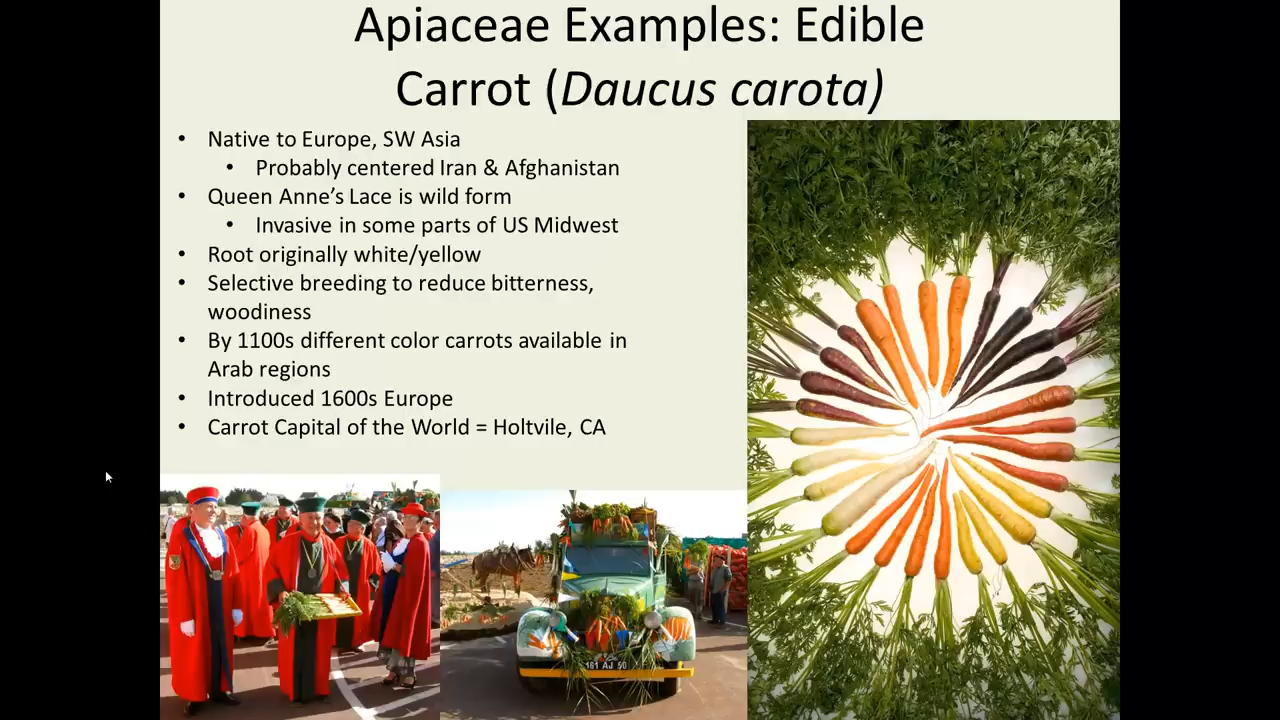 Apiaceae Examples: Edible
Carrot (Daucus carota)
• Native to Europe, SW Asia
• Probably centered Iran & Afghanistan
• Queen Anne’s Lace is wild form
• Invasive in some parts of US Midwest
• Root originally white/yellow
• Selective breeding to reduce bitterness,
woodiness
• By 1100s different color carrots available in
Arab regions
• Introduced 1600s Europe
• Carrot Capital of the World = Holtvile, CA
181 AJ 50